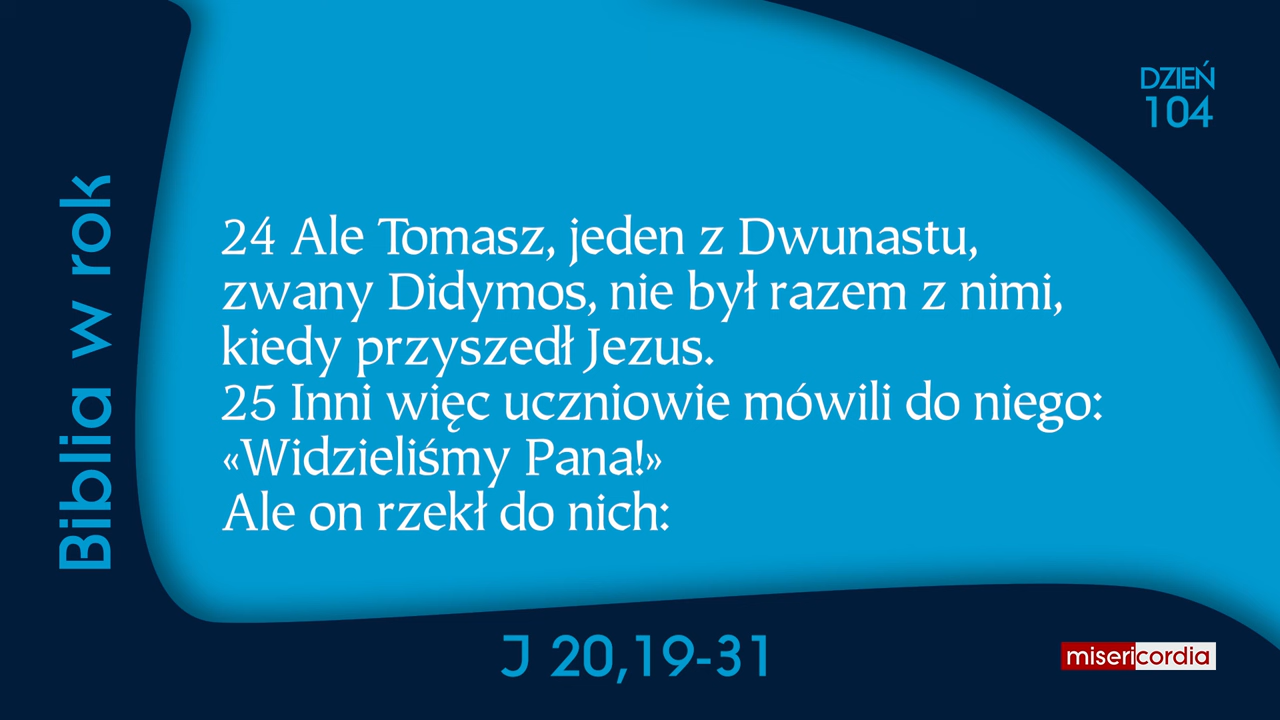 DZIEŃ
104
Biblia w rok
24 Ale Tomasz, jeden z Dwunastu,
zwany Didymos, nie był razem z nimi,
kiedy przyszedł Jezus.
25 Inni więc uczniowie mówili do niego:
«Widzieliśmy Pana!»
Ale on rzekł do nich:
J 20,19-31
misericordia